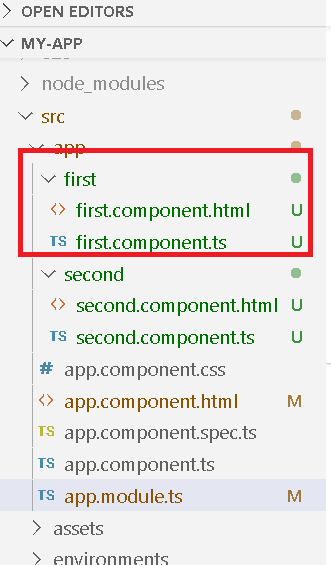 OPEN EDITORS
MY-APP
node_modules
src
app
first
<> first.component.html U
TS first.component.ts U
second
<> second.component.html U
TS second.component.ts U
# app.component.css
<> app.component.html M
TS app.component.spec.ts
TS app.component.ts
TS app.module.ts M
assets
environments